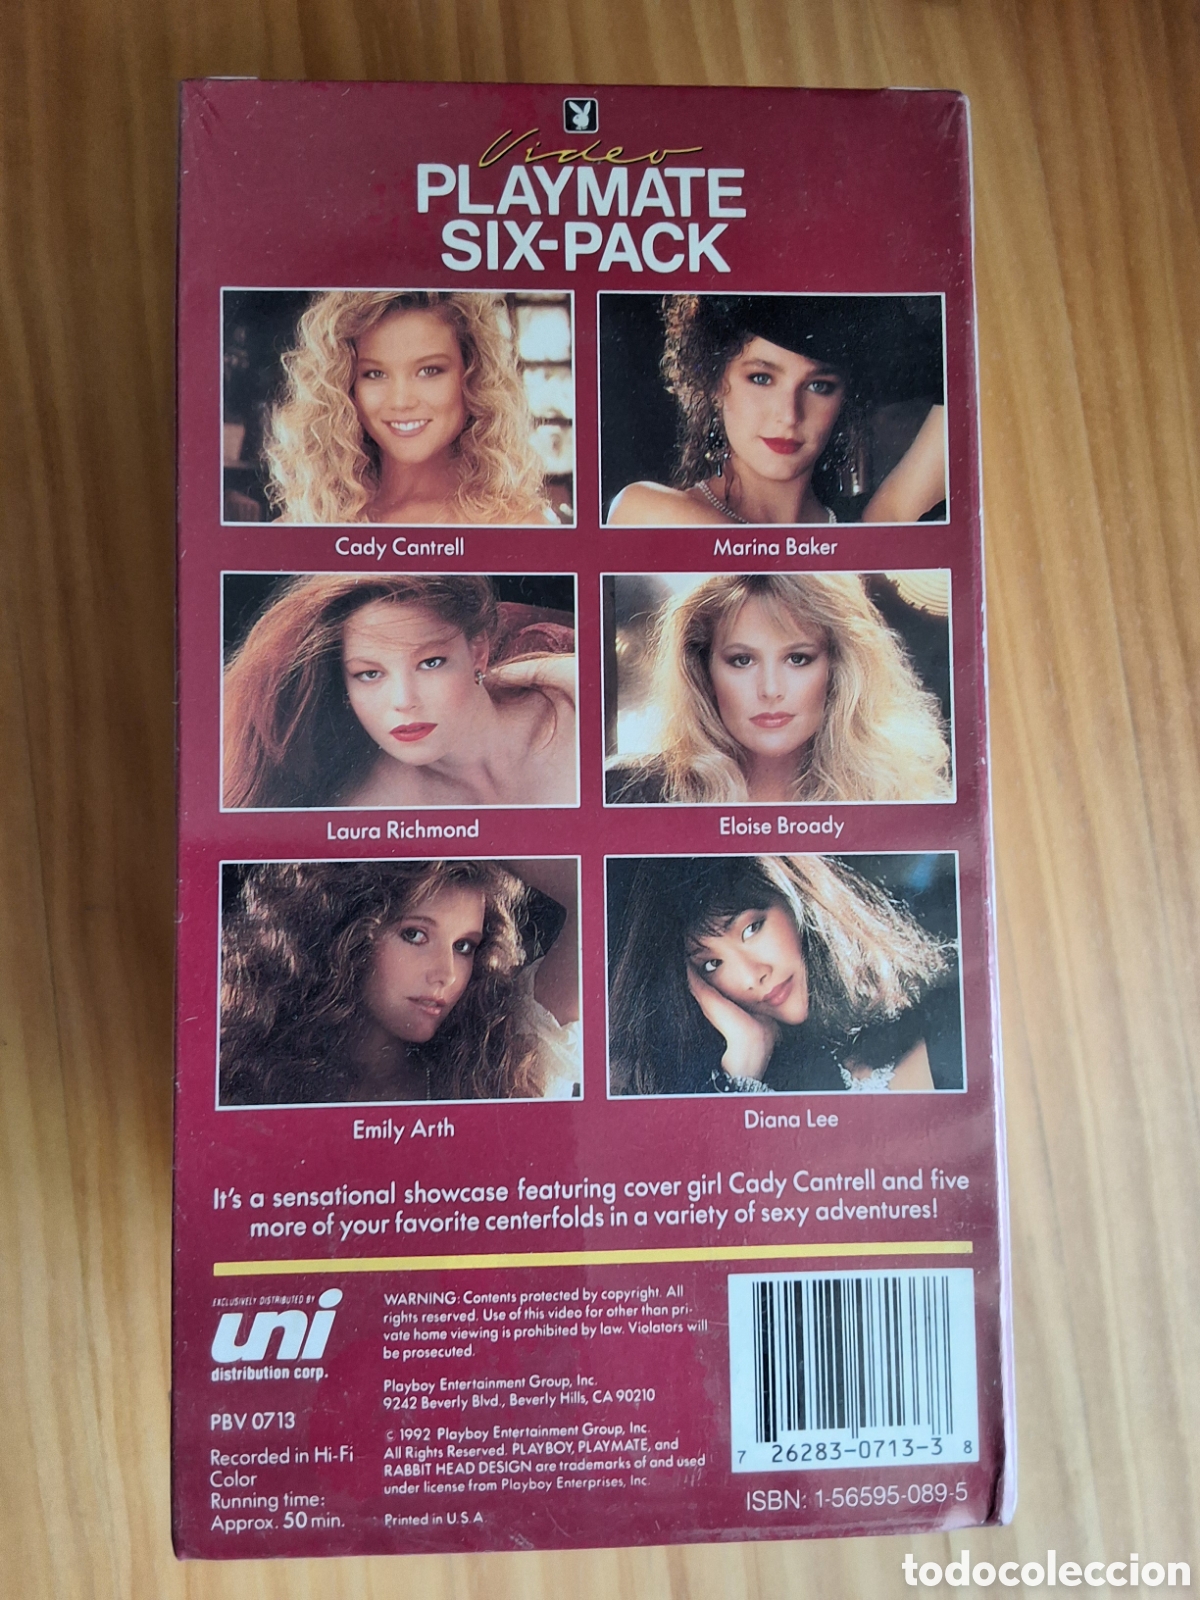 Video
PLAYMATE
SIX-PACK
Cady Cantrell
Marina Baker
Laura Richmond
Eloise Broady
Emily Arth
Diana Lee
It's a sensational showcase featuring cover girl Cady Cantrell and five
more of your favorite centerfolds in a variety of sexy adventures!
EXCLUSIVELY DISTRIBUTED BY
uni
distribution corp.
PBV 0713
Recorded in Hi-Fi
Color
Running time:
Approx. 50 min.
WARNING: Contents protected by copyright. All
rights reserved. Use of this video for other than pri-
vate home viewing is prohibited by law. Violators will
be prosecuted.
Playboy Entertainment Group, Inc.
9242 Beverly Blvd., Beverly Hills, CA 90210
© 1992 Playboy Entertainment Group, Inc.
All Rights Reserved. PLAYBOY, PLAYMATE, and
RABBIT HEAD DESIGN are trademarks of and used
under license from Playboy Enterprises, Inc.
Printed in U.S.A
7 26283-0713-3 8
ISBN: 1-56595-089-5
todocoleccion